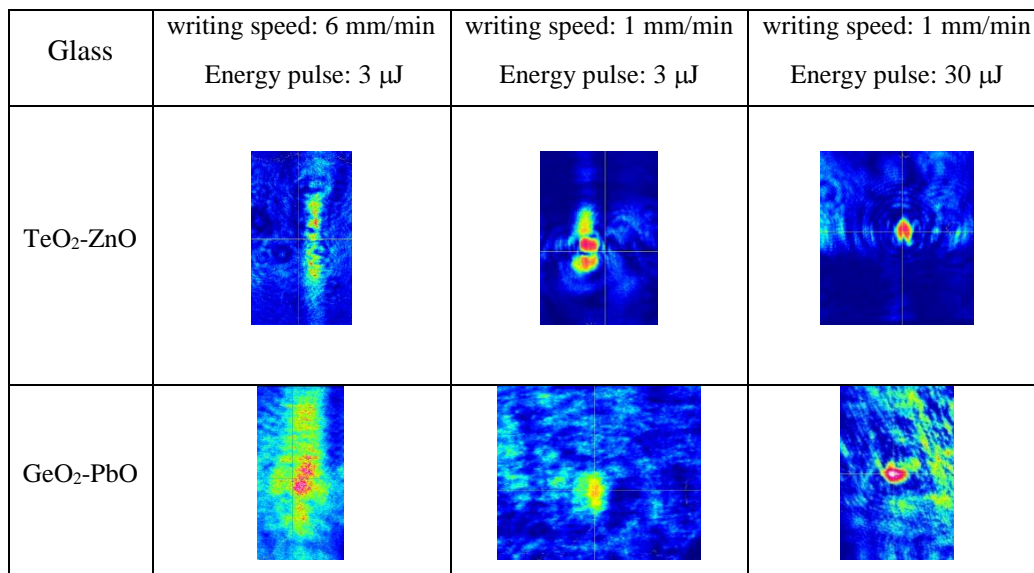 Glass
writing speed: 6 mm/min
Energy pulse: 3 μJ
writing speed: 1 mm/min
Energy pulse: 3 μJ
writing speed: 1 mm/min
Energy pulse: 30 μJ
TeO₂-ZnO
GeO₂-PbO